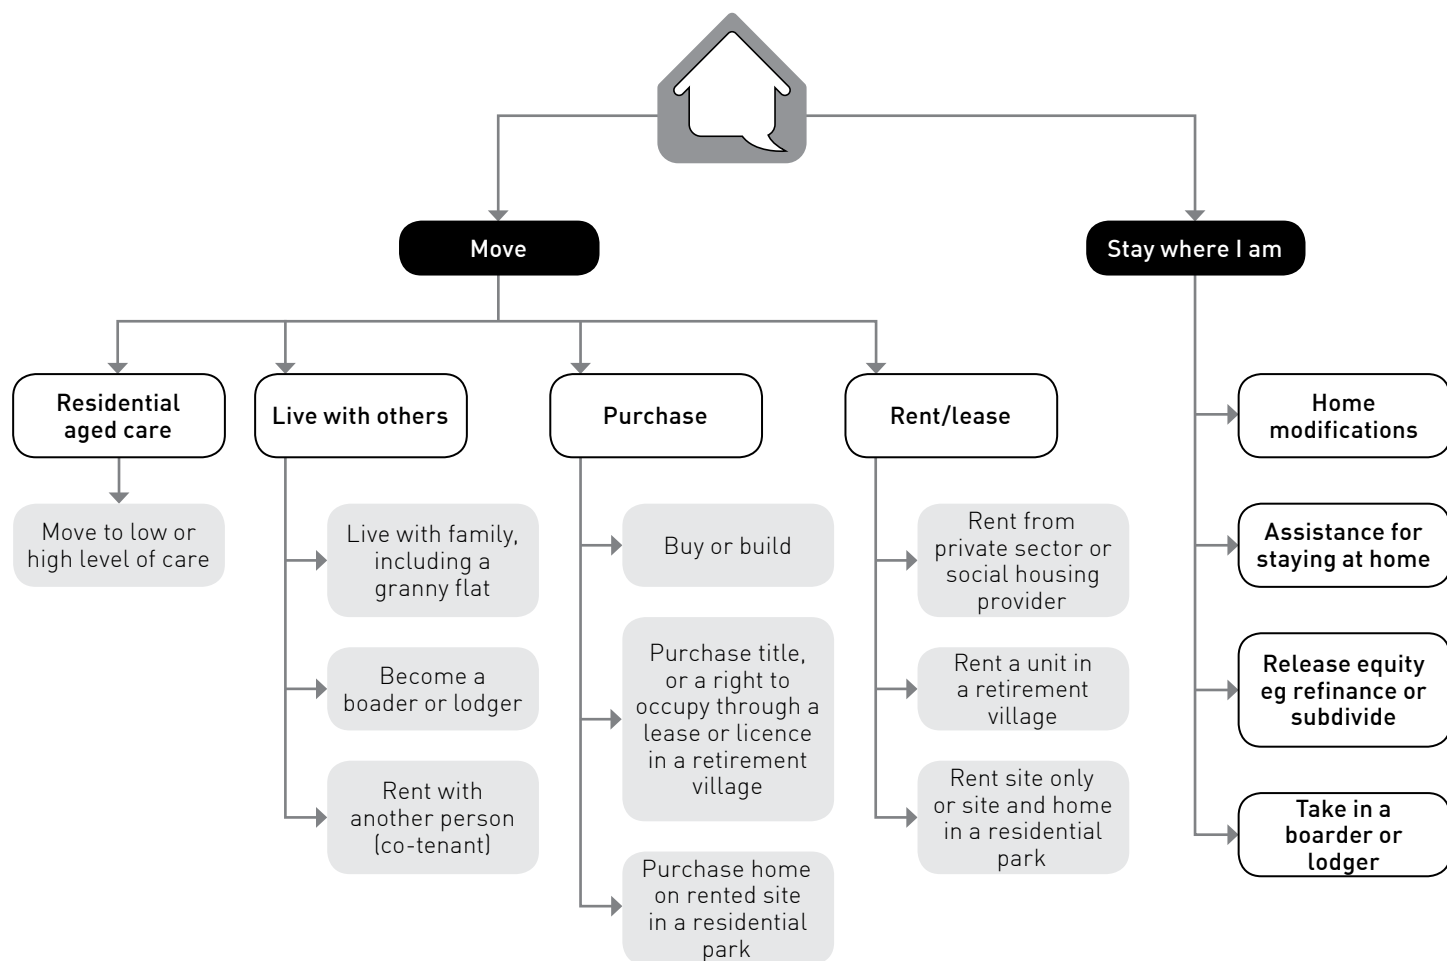 Move
Stay where I am
Residential
aged care
Move to low or
high level of care
Live with others
Live with family,
including a
granny flat
Become a
boader or lodger
Rent with
another person
(co-tenant)
Purchase
Buy or build
Purchase title,
or a right to
occupy through a
lease or licence
in a retirement
village
Purchase home
on rented site
in a residential
park
Rent/lease
Rent from
private sector or
social housing
provider
Rent a unit in
a retirement
village
Rent site only
or site and home
in a residential
park
Home
modifications
Assistance for
staying at home
Release equity
eg refinance or
subdivide
Take in a
boarder or
lodger